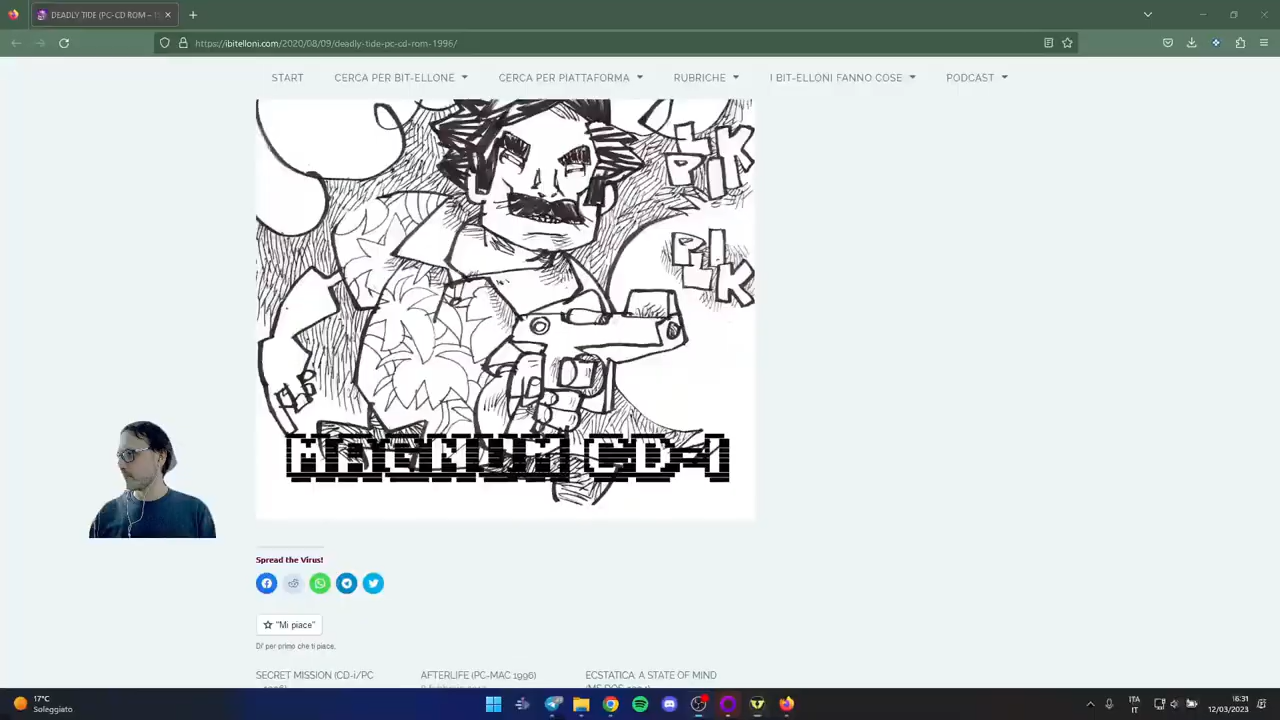 DEADLY TIDE (PC-CD ROM –
https://ibitelloni.com/2020/08/09/deadly-tide-pc-cd-rom-1996/
START
CERCA PER BIT-ELLONE
CERCA PER PIATTAFORMA
RUBRICHE
I BIT-ELLONI FANNO COSE
PODCAST
PIK
PIK
CD-I
Spread the Virus!
"Mi piace"
Di' per primo che ti piace.
SECRET MISSION (CD-i/PC
AFTERLIFE (PC-MAC 1996)
ECSTATICA: A STATE OF MIND
17°C
Soleggiato
ITA
IT
16:31
12/03/2023